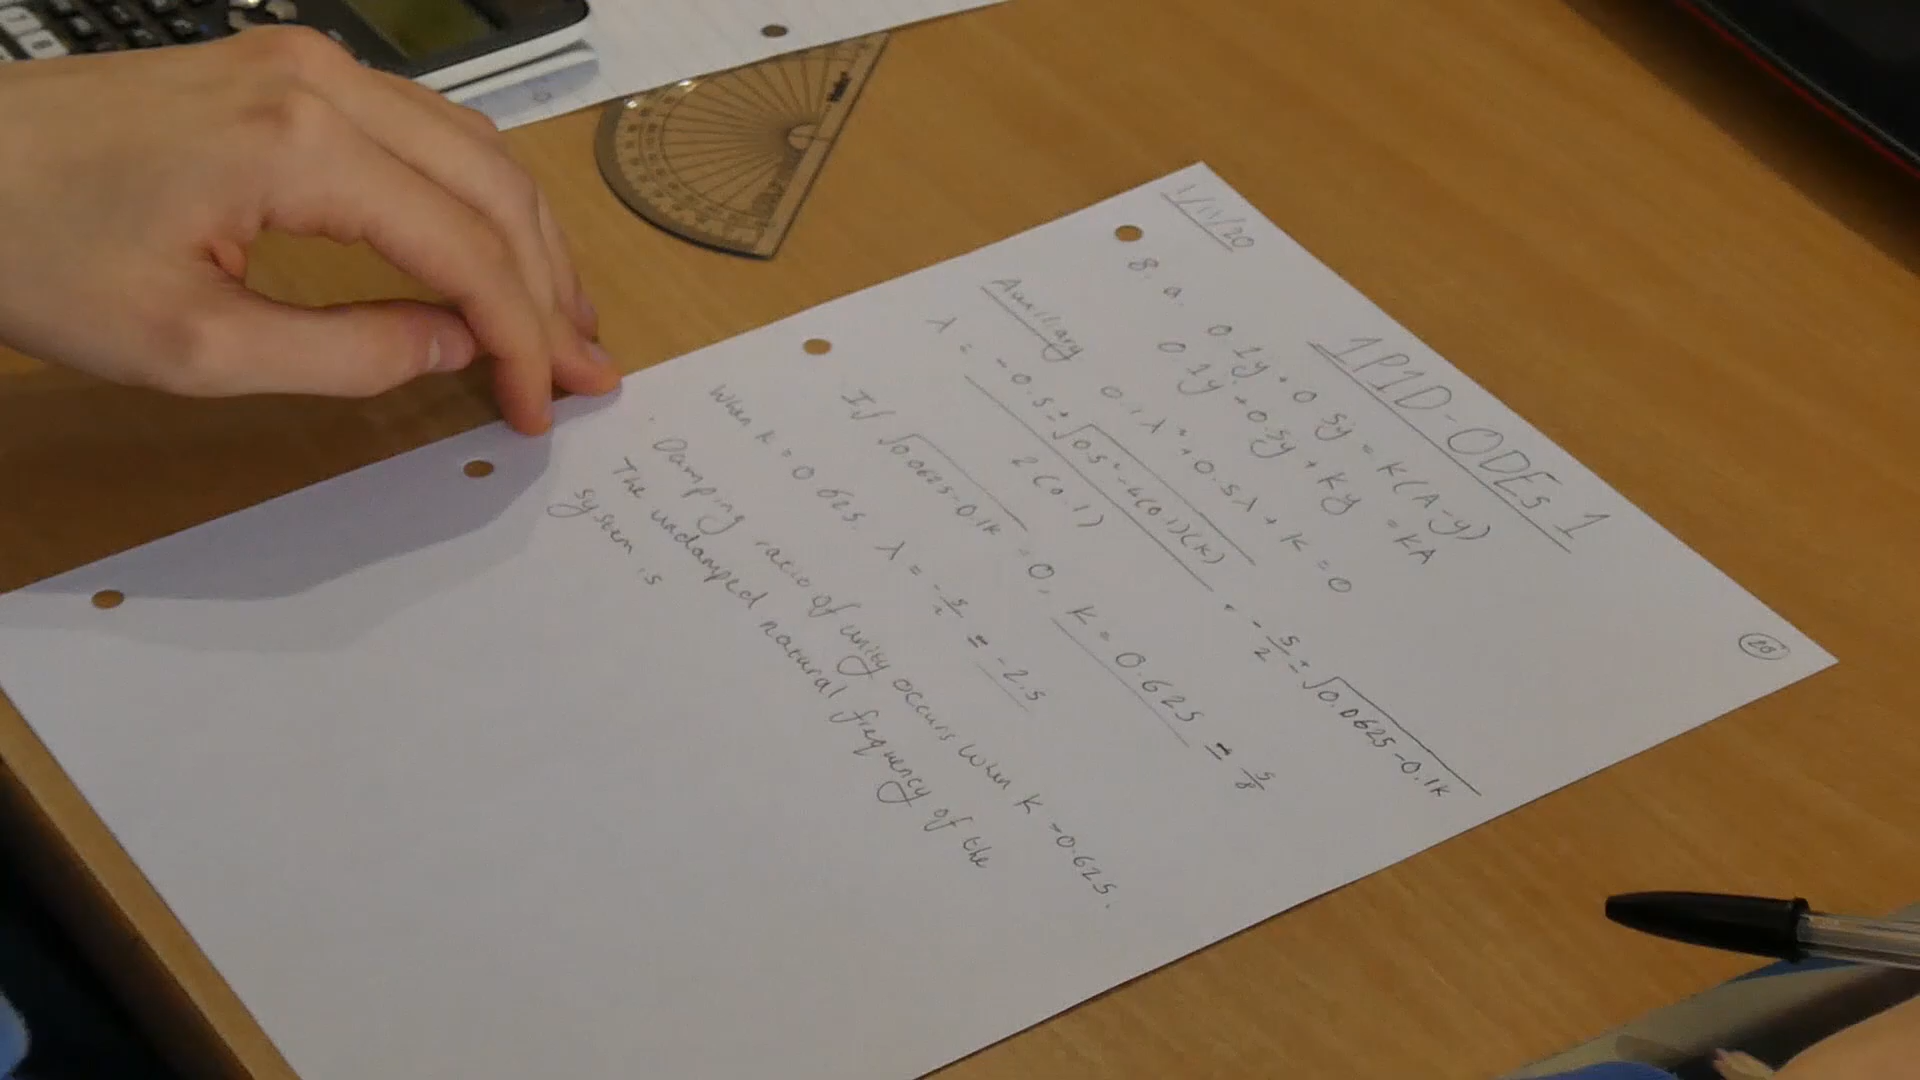 1/11/20
1P1D-ODEs 1
20
8. a. 0.1ÿ + 0.5ẏ = K(A-y)
0.1ÿ + 0.5ẏ + Ky = KA
Auxiliary 0.1λ² + 0.5λ + K = 0
λ = -0.5 ± √0.5² - 4(0.1)(K) / 2(0.1) = -5/2 ± √0.0625-0.1K
If √0.0625-0.1K = 0, K = 0.625 = 5/8
When K = 0.625, λ = -5/2 = -2.5
. Damping ratio of unity occurs when K = 0.625.
The undamped natural frequency of the
system is